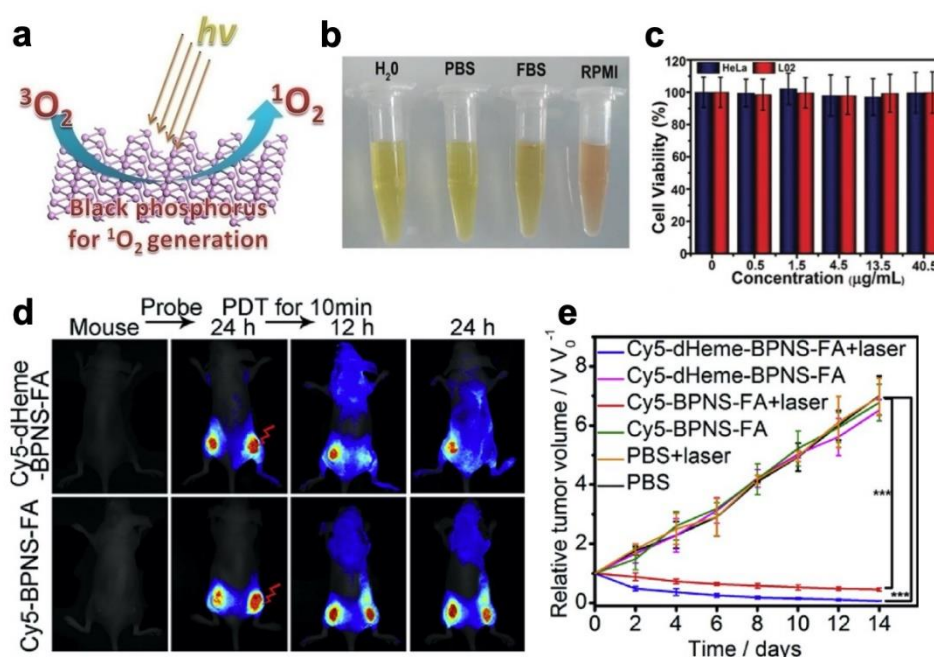 a
hv
³O₂
¹O₂
Black phosphorus
for ¹O₂ generation
b
H₂0 PBS FBS RPMI
c
HeLa L02
Cell Viability (%)
120
100
80
60
40
20
0
0 0.5 1.5 4.5 13.5 40.5
Concentration (μg/mL)
d
Probe PDT for 10min
Mouse 24 h 12 h 24 h
Cy5-dHeme
-BPNS-FA
Cy5-BPNS-FA
e
Cy5-dHeme-BPNS-FA+laser
Cy5-dHeme-BPNS-FA
Cy5-BPNS-FA+laser
Cy5-BPNS-FA
PBS+laser
PBS
***
***
Relative tumor volume / V V₀⁻¹
8
6
4
2
0
0 2 4 6 8 10 12 14
Time / days